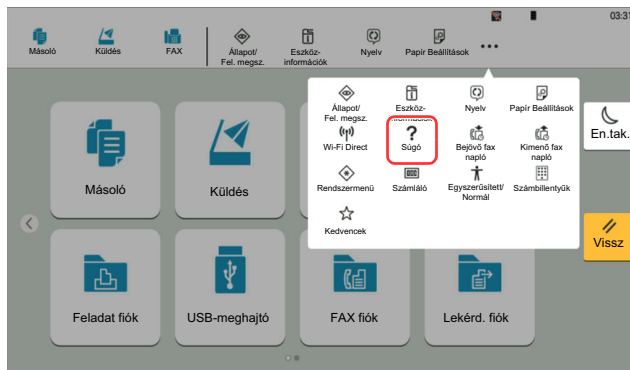 03:31
Másoló
Küldés
FAX
Állapot/
Fel. megsz.
Eszköz-
információk
Nyelv
Papír Beállítások
Állapot/
Fel. megsz.
Eszköz-
információk
Nyelv
Papír Beállítások
Wi-Fi Direct
Súgó
Bejövő fax
napló
Kimenő fax
napló
Rendszermenü
Számláló
Egyszerűsített/
Normál
Számbillentyűk
Kedvencek
En.tak.
Vissz
Másoló
Küldés
Feladat fiók
USB-meghajtó
FAX fiók
Lekérd. fiók